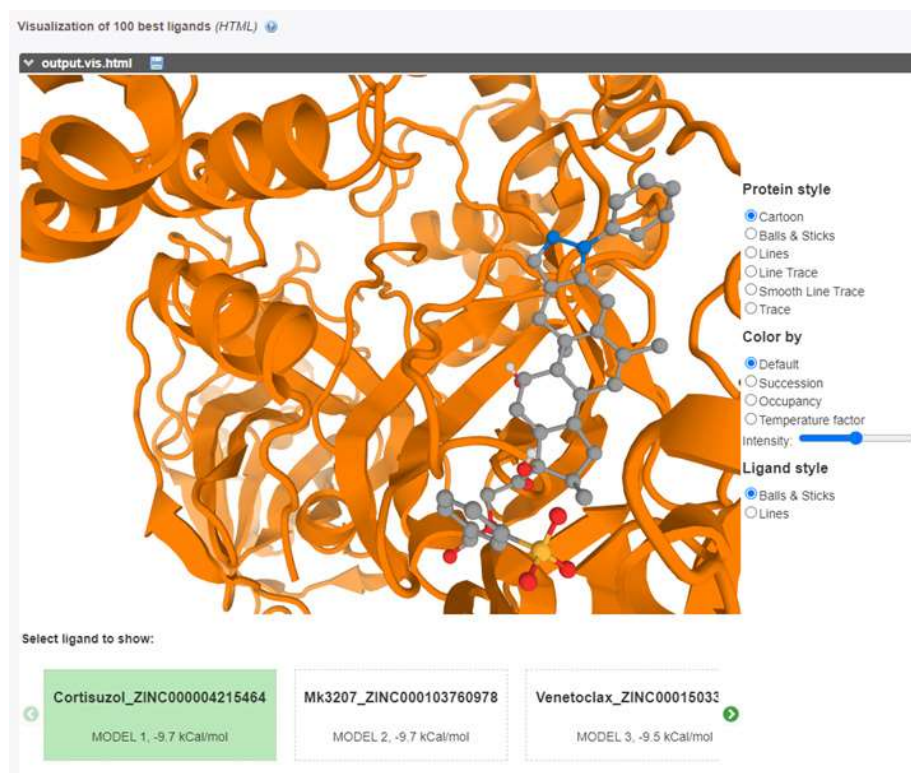 Visualization of 100 best ligands (HTML)
output.vis.html
Protein style
Cartoon
Balls & Sticks
Lines
Line Trace
Smooth Line Trace
Trace
Color by
Default
Succession
Occupancy
Temperature factor
Intensity:
Ligand style
Balls & Sticks
Lines
Select ligand to show:
Cortisuzol_ZINC000004215464 Mk3207_ZINC000103760978 Venetoclax_ZINC00015033
MODEL 1, -9.7 kCal/mol MODEL 2, -9.7 kCal/mol MODEL 3, -9.5 kCal/mol